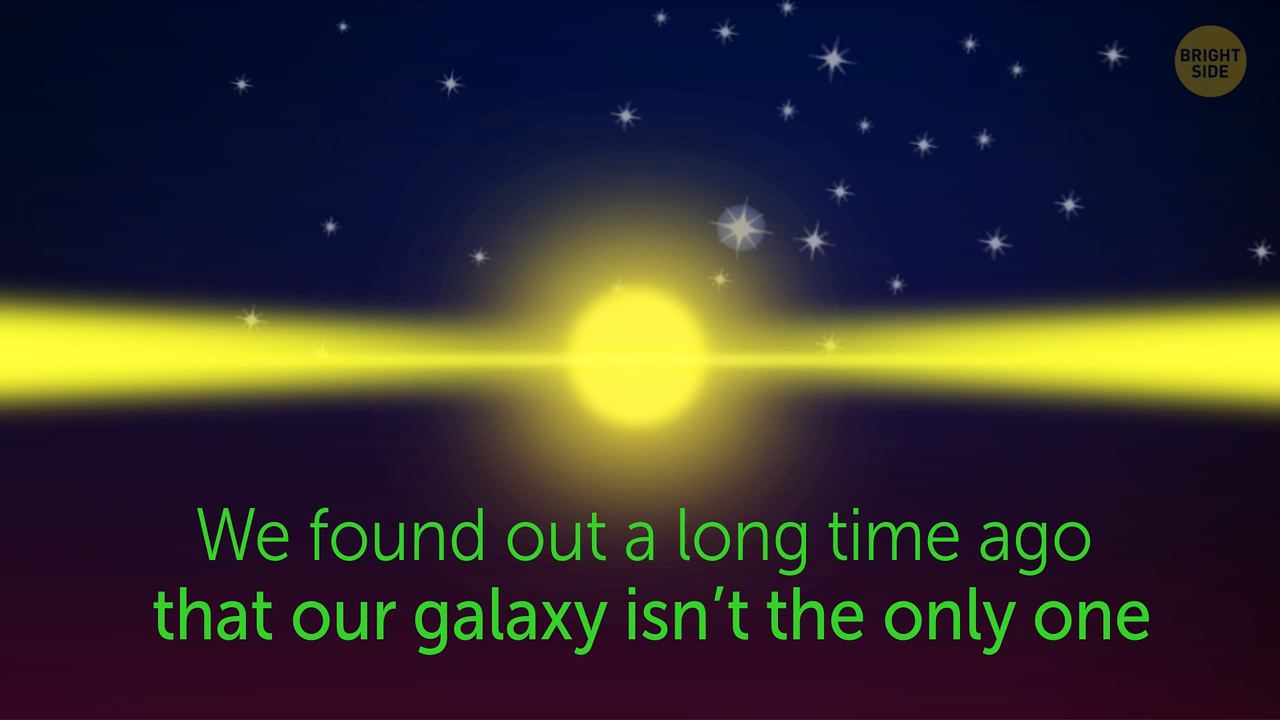 BRIGHT
SIDE
We found out a long time ago
that our galaxy isn’t the only one